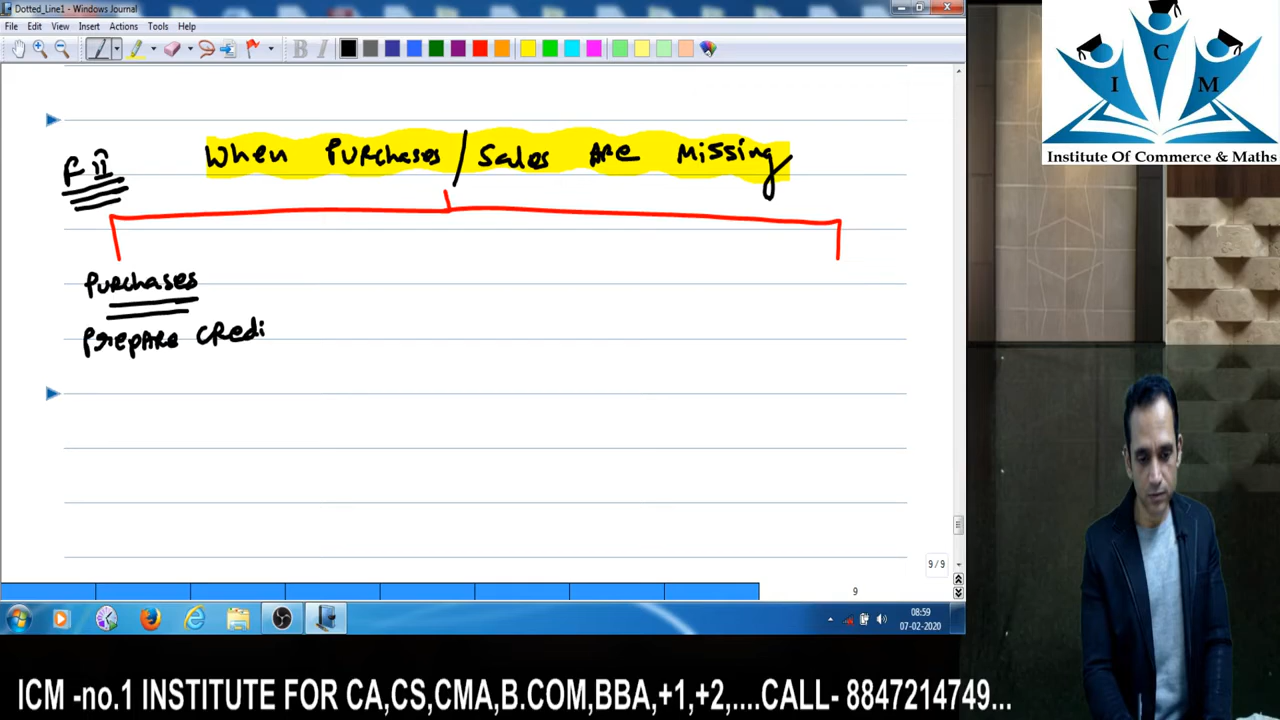 Dotted_Line1 - Windows Journal
File Edit View Insert Actions Tools Help
B I
When Purchases / Sales Are Missing
F II
Purchases
Prepare Credi
9 / 9
9
08:59
07-02-2020
I C M
Institute Of Commerce & Maths
ICM -no.1 INSTITUTE FOR CA,CS,CMA,B.COM,BBA,+1,+2,....CALL- 8847214749...